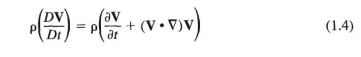 ρ(DV/Dt) = ρ(∂V/∂t + (V • ∇)V) (1.4)